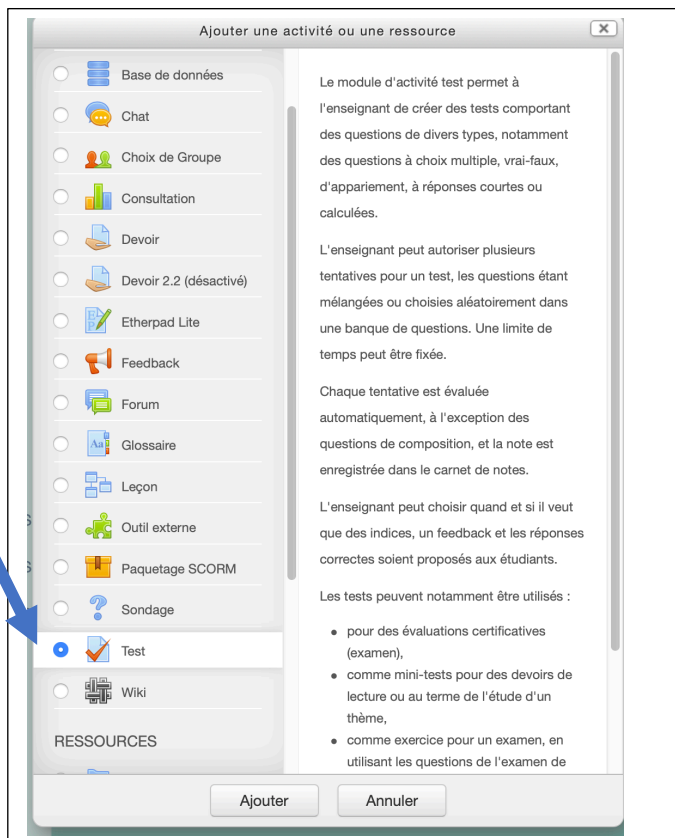 Ajouter une activité ou une ressource
Base de données
Chat
Choix de Groupe
Consultation
Devoir
Devoir 2.2 (désactivé)
Etherpad Lite
Feedback
Forum
Glossaire
Leçon
Outil externe
Paquetage SCORM
Sondage
Test
Wiki
RESSOURCES
Le module d'activité test permet à
l'enseignant de créer des tests comportant
des questions de divers types, notamment
des questions à choix multiple, vrai-faux,
d'appariement, à réponses courtes ou
calculées.
L'enseignant peut autoriser plusieurs
tentatives pour un test, les questions étant
mélangées ou choisies aléatoirement dans
une banque de questions. Une limite de
temps peut être fixée.
Chaque tentative est évaluée
automatiquement, à l'exception des
questions de composition, et la note est
enregistrée dans le carnet de notes.
L'enseignant peut choisir quand et si il veut
que des indices, un feedback et les réponses
correctes soient proposés aux étudiants.
Les tests peuvent notamment être utilisés :
• pour des évaluations certificatives
(examen),
• comme mini-tests pour des devoirs de
lecture ou au terme de l'étude d'un
thème,
• comme exercice pour un examen, en
utilisant les questions de l'examen de
Ajouter
Annuler